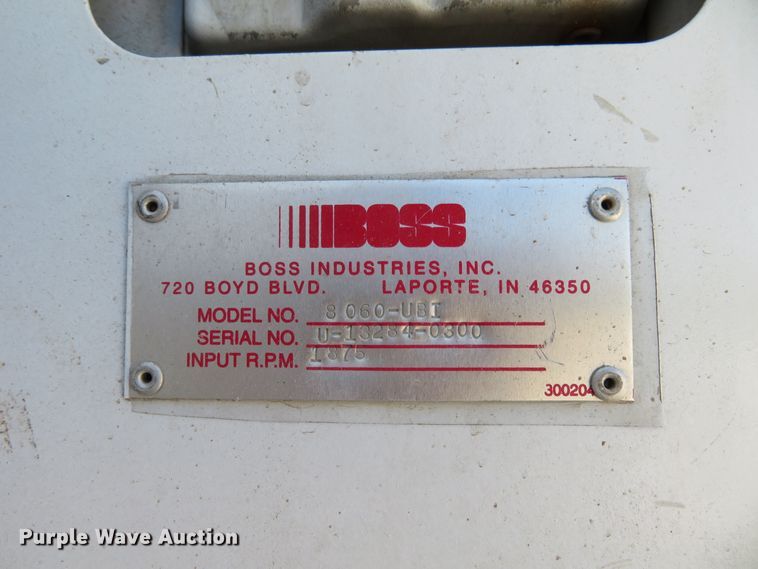 BOSS
BOSS INDUSTRIES, INC.
720 BOYD BLVD. LAPORTE, IN 46350
MODEL NO. 8060-UBI
SERIAL NO. U-13284-0300
INPUT R.P.M. 1875
300204
Purple Wave Auction